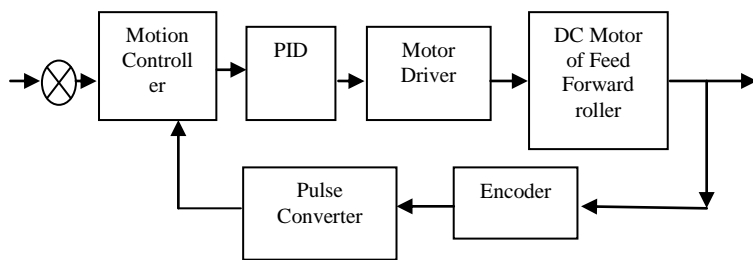 Motion
Controll
er
PID
Motor
Driver
DC Motor
of Feed
Forward
roller
Pulse
Converter
Encoder